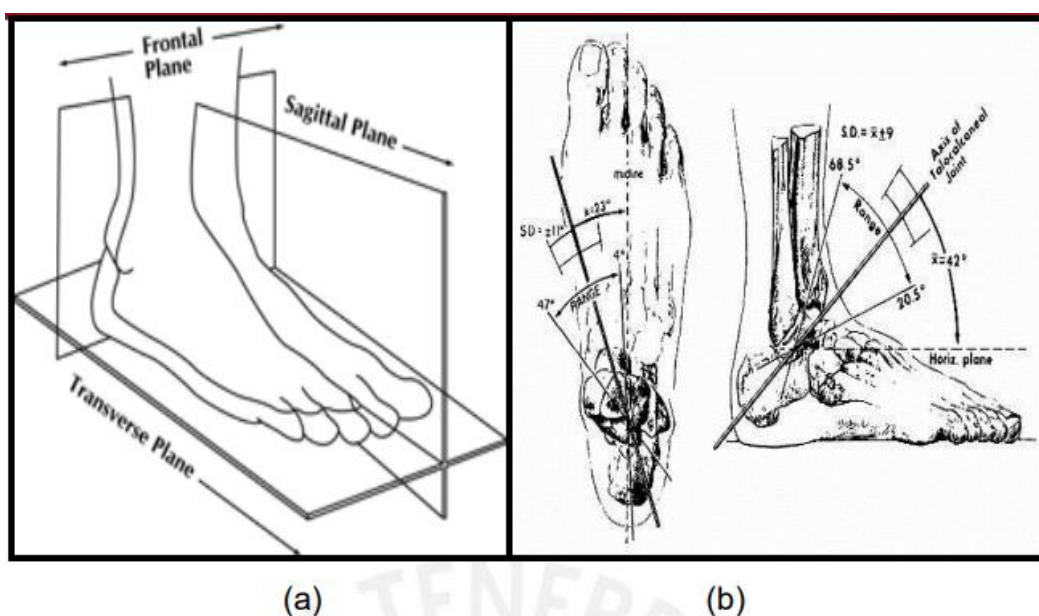 Frontal
Plane
Sagittal Plane
Transverse Plane
midline
SD = ±11°
x̄=23°
4°
47°
RANGE
S.D. = x̄ ± 9
68.5°
Axis of
Talocalcaneal
Joint
Range
x̄=42°
20.5°
Horiz. plane
(a)
(b)
TENEBR